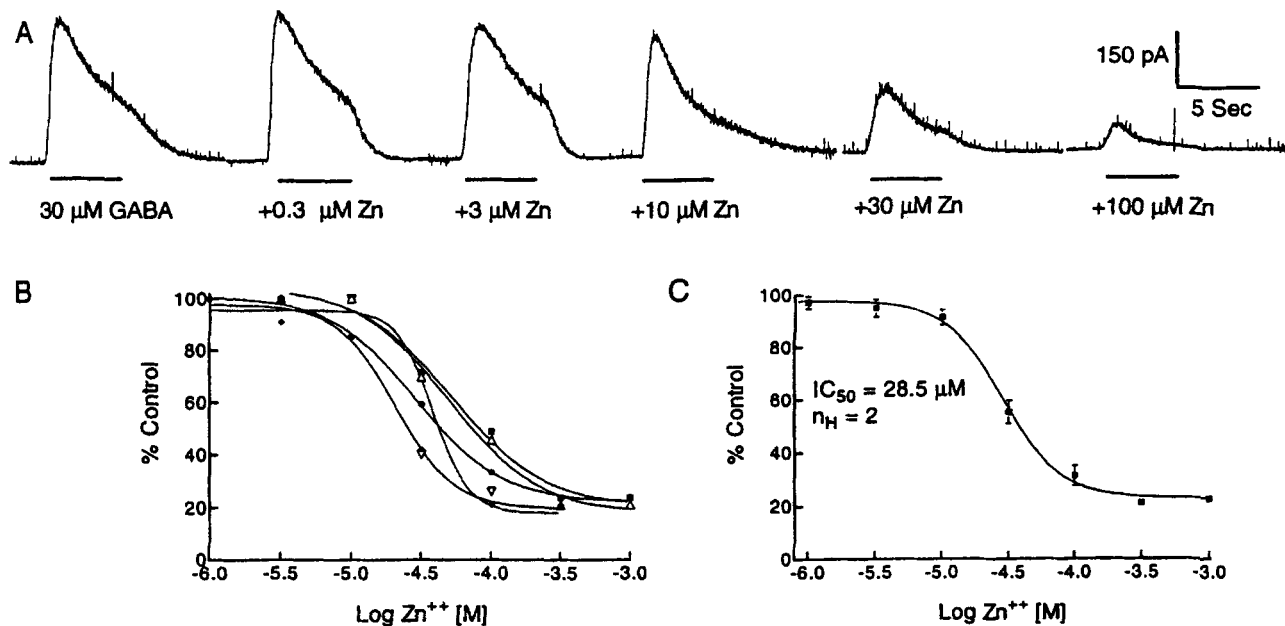 A
150 pA
5 Sec
30 μM GABA
+0.3 μM Zn
+3 μM Zn
+10 μM Zn
+30 μM Zn
+100 μM Zn
B
% Control
100
80
60
40
20
0
-6.0 -5.0 -4.5 -4.0 -3.5 -3.0
Log Zn++ [M]
C
% Control
100
80
60
40
20
0
IC50 = 28.5 μM
nH = 2
-6.0 -5.5 -5.0 -4.5 -4.0 -3.5 -3.0
Log Zn++ [M]